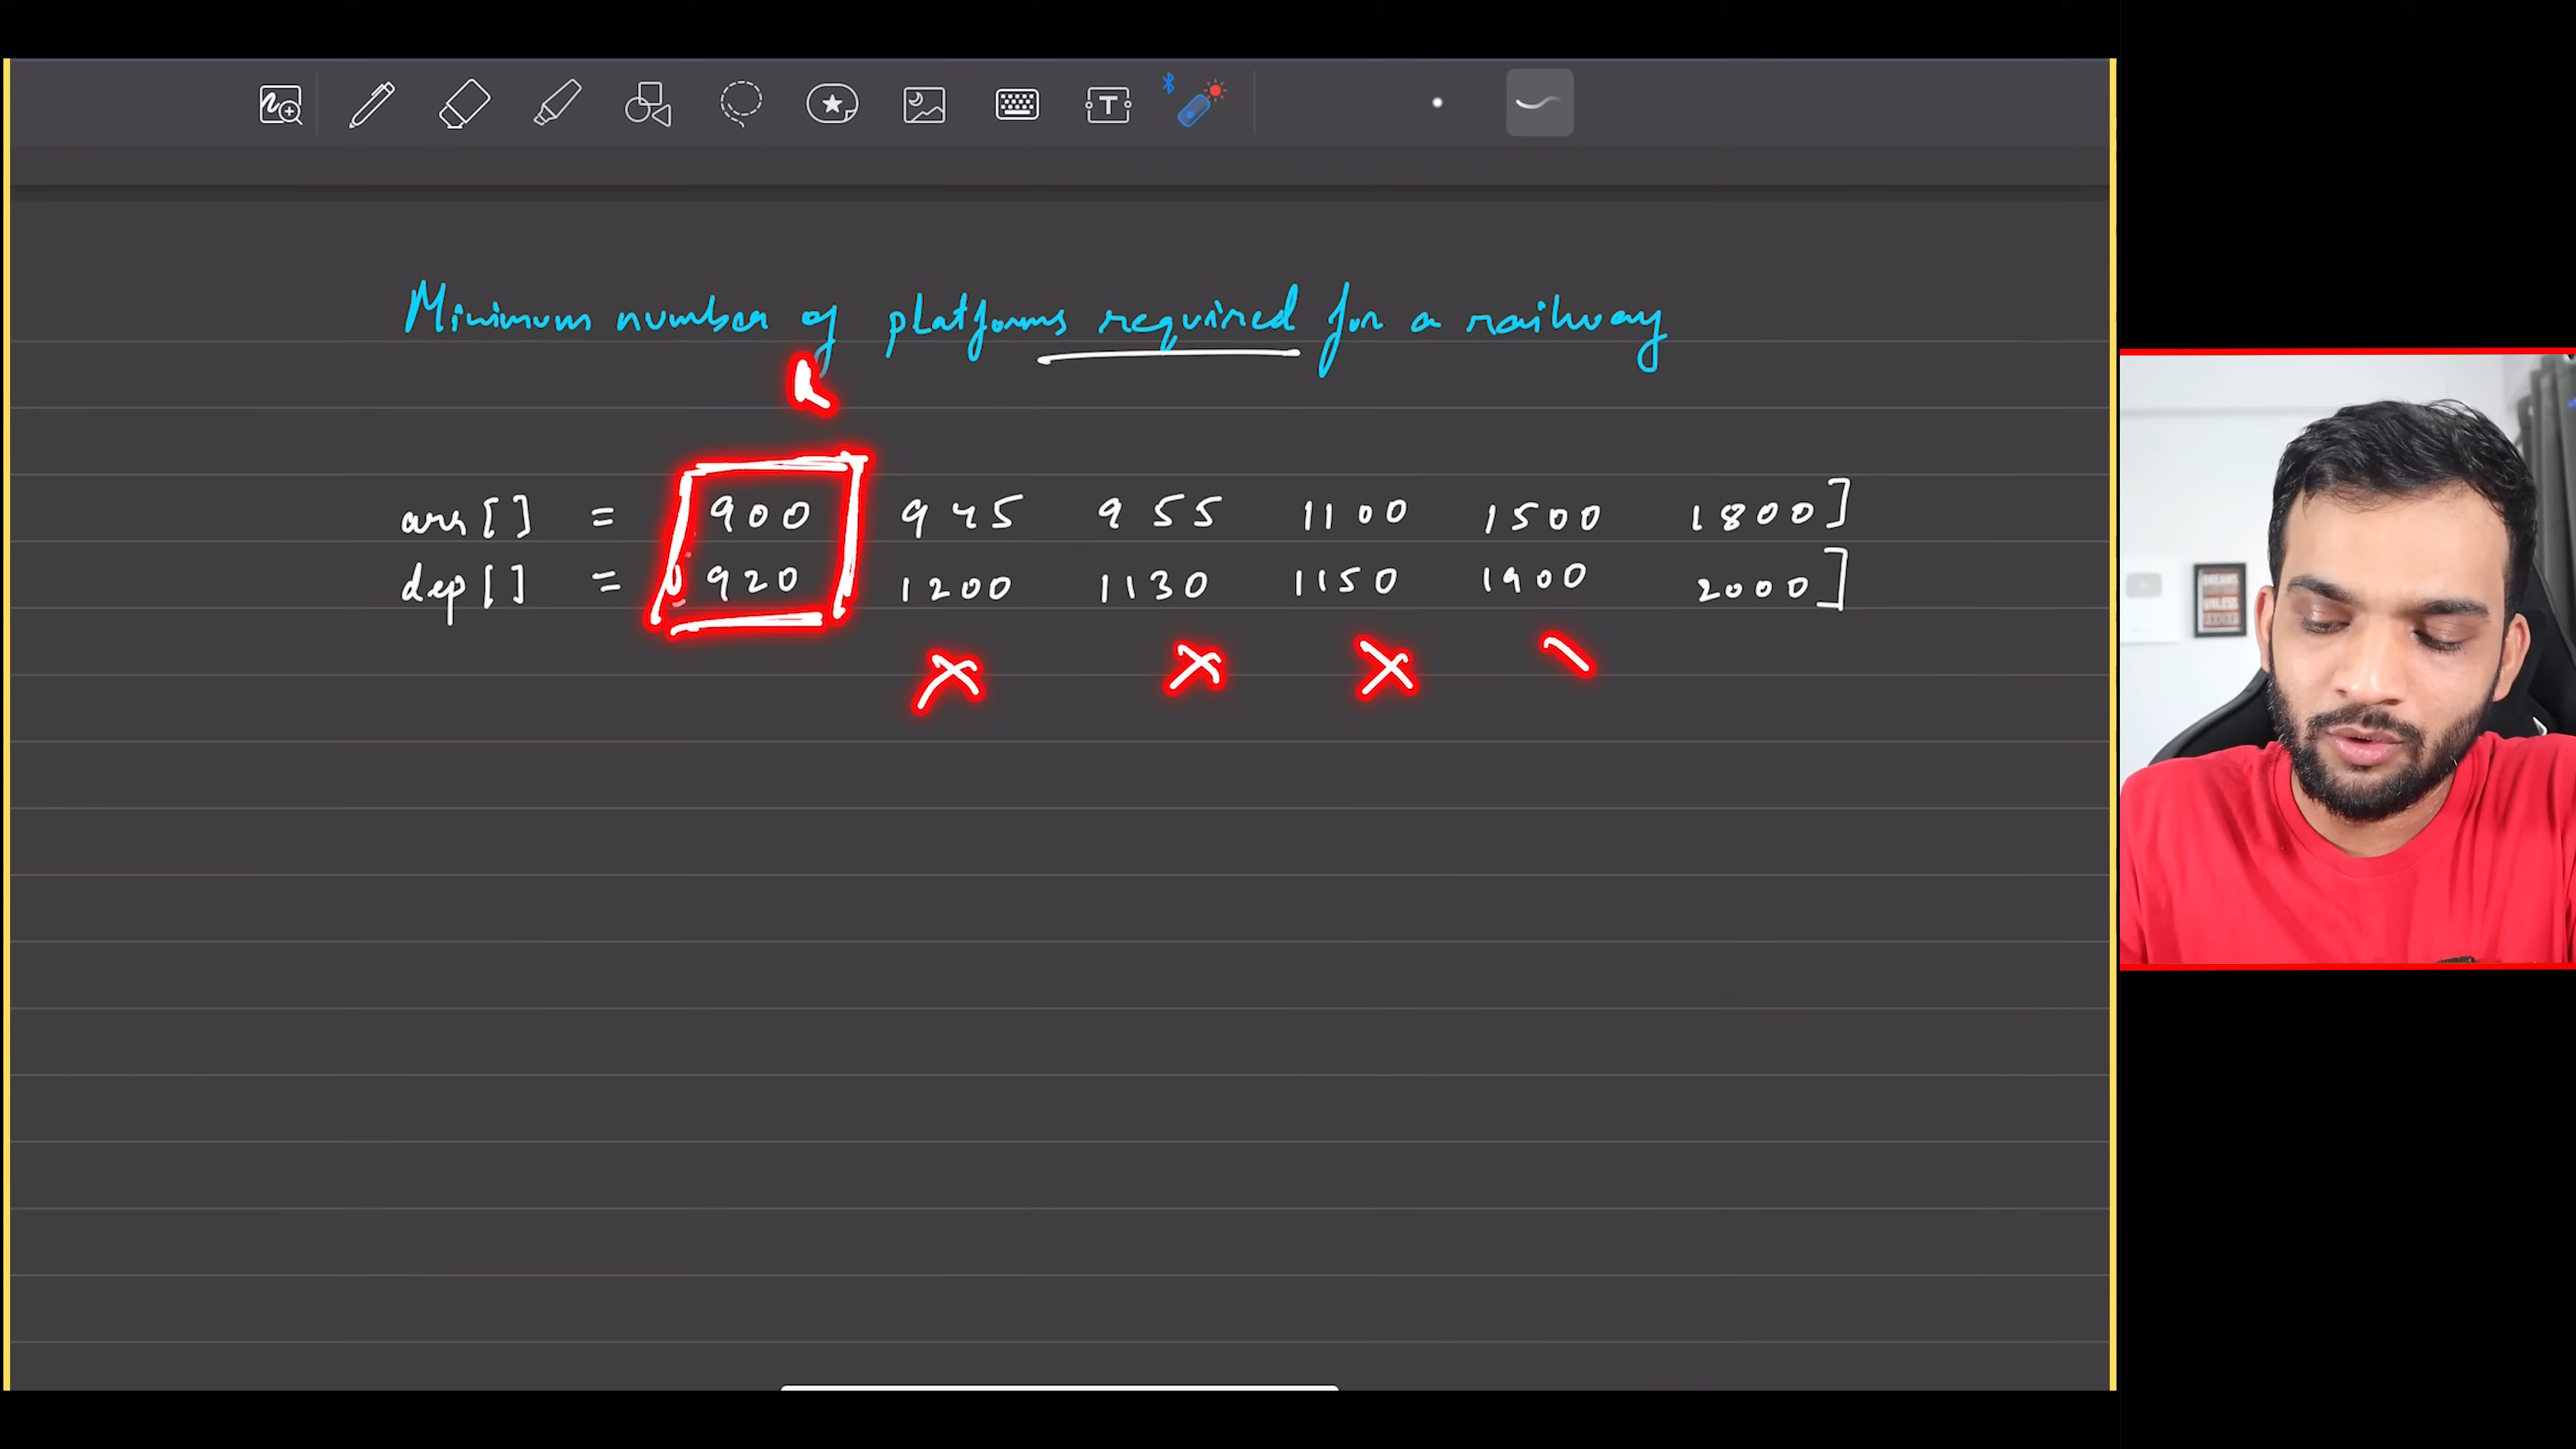 Minimum number of platforms required for a railway
arr[] = [900 945 955 1100 1500 1800]
dep[] = [920 1200 1130 1150 1900 2000]